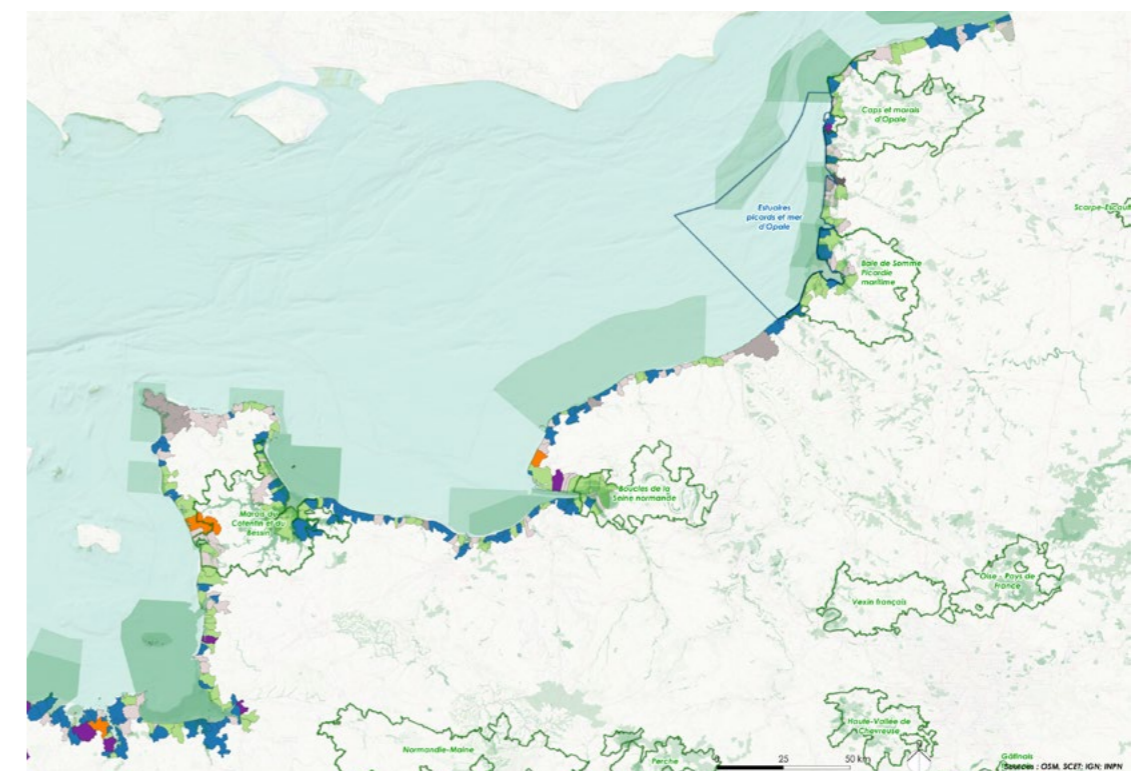 Caps et marais
d'Opale
Estuaires
picards et mer
d'Opale
Scarpe-Escaut
Baie de Somme
Picardie
maritime
Boucles de la
Seine normande
Marais du
Cotentin et du
Bessin
Oise - Pays de
France
Vexin français
Haute-Vallée de
Chevreuse
Normandie-Maine
Perche
Gâtinais
0 25 50 km
Sources : OSM, SCET; IGN; INPN